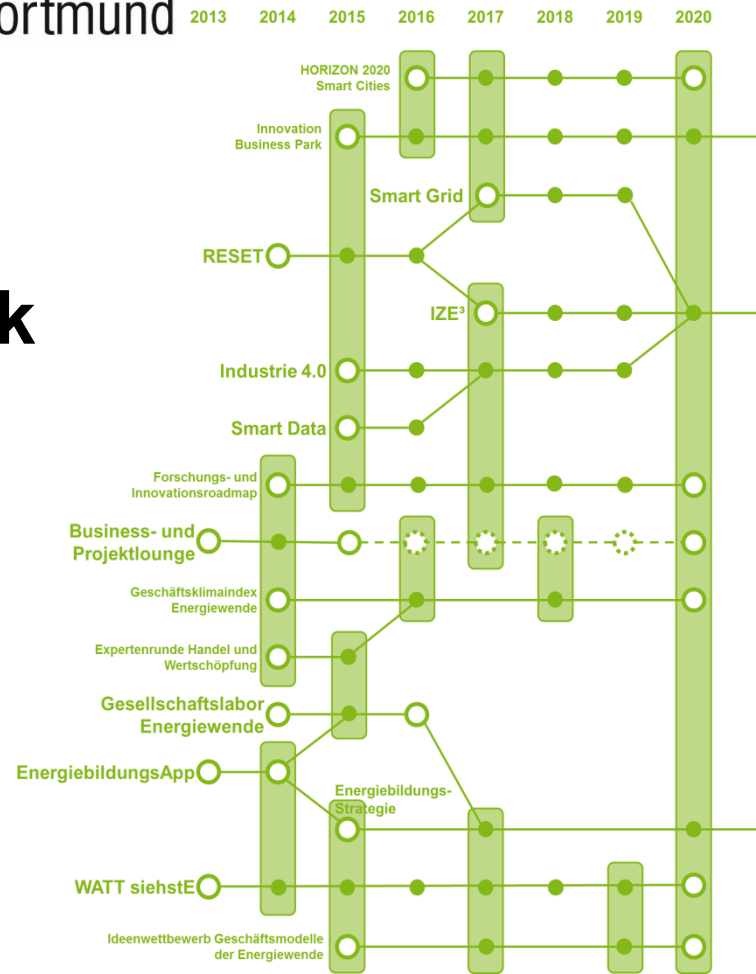 ortmund
2013 2014 2015 2016 2017 2018 2019 2020
HORIZON 2020
Smart Cities
Innovation
Business Park
Smart Grid
RESET
k
IZE³
Industrie 4.0
Smart Data
Forschungs- und
Innovationsroadmap
Business- und
Projektlounge
Geschäftsklimaindex
Energiewende
Expertenrunde Handel und
Wertschöpfung
Gesellschaftslabor
Energiewende
EnergiebildungsApp
Energiebildungs-
Strategie
WATT siehstE
Ideenwettbewerb Geschäftsmodelle
der Energiewende